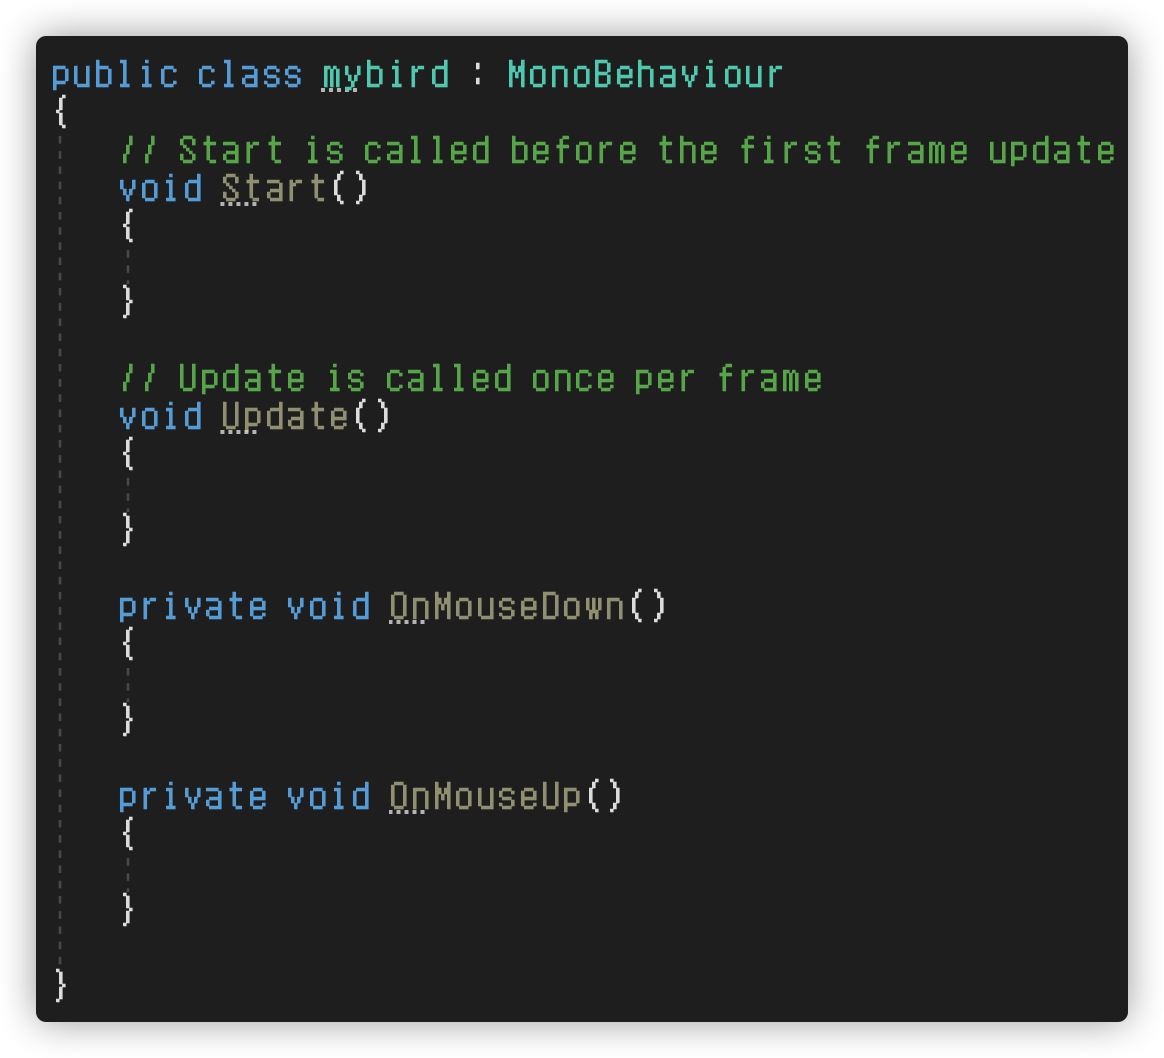 public class mybird : MonoBehaviour
{
    // Start is called before the first frame update
    void Start()
    {

    }

    // Update is called once per frame
    void Update()
    {

    }

    private void OnMouseDown()
    {

    }

    private void OnMouseUp()
    {

    }

}